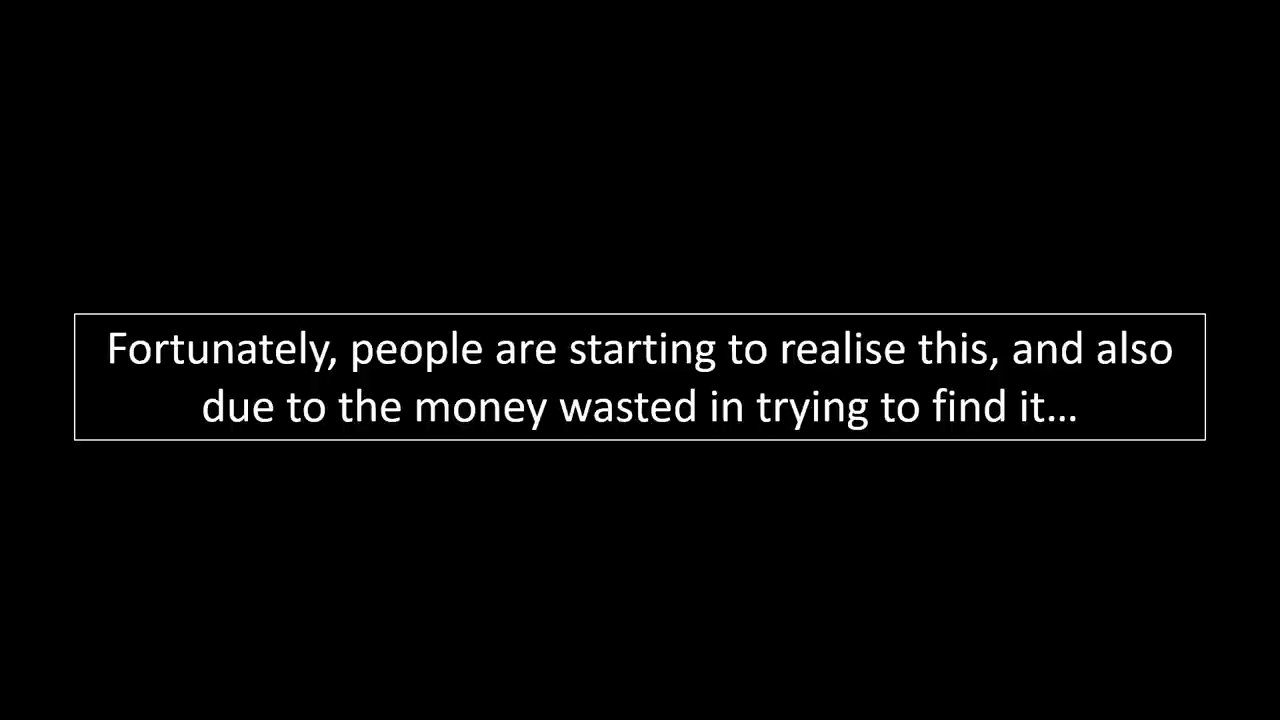 Fortunately, people are starting to realise this, and also
due to the money wasted in trying to find it…